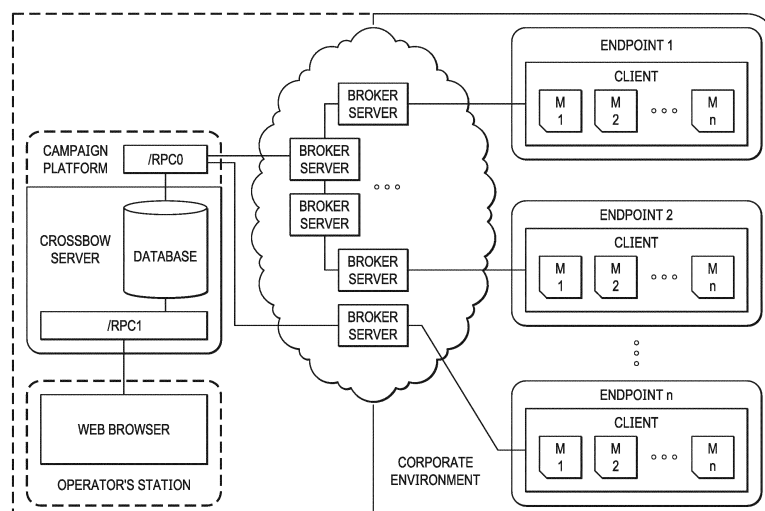 CAMPAIGN
PLATFORM
/RPC0
CROSSBOW
SERVER
DATABASE
/RPC1
WEB BROWSER
OPERATOR'S STATION
BROKER
SERVER
BROKER
SERVER
BROKER
SERVER
BROKER
SERVER
BROKER
SERVER
CORPORATE
ENVIRONMENT
ENDPOINT 1
CLIENT
M M M
1 2 n
ENDPOINT 2
CLIENT
M M M
1 2 n
ENDPOINT n
CLIENT
M M M
1 2 n